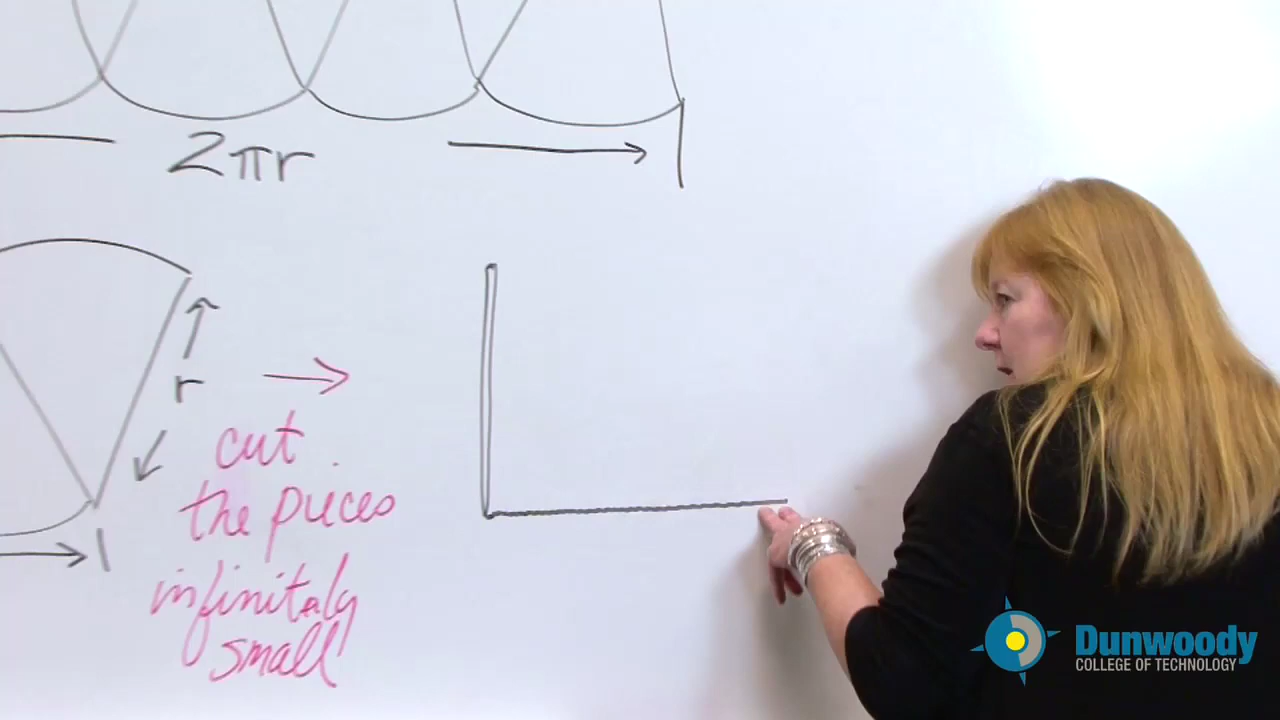 2πr
r
cut
the pieces
infinitely
small
Dunwoody
COLLEGE OF TECHNOLOGY